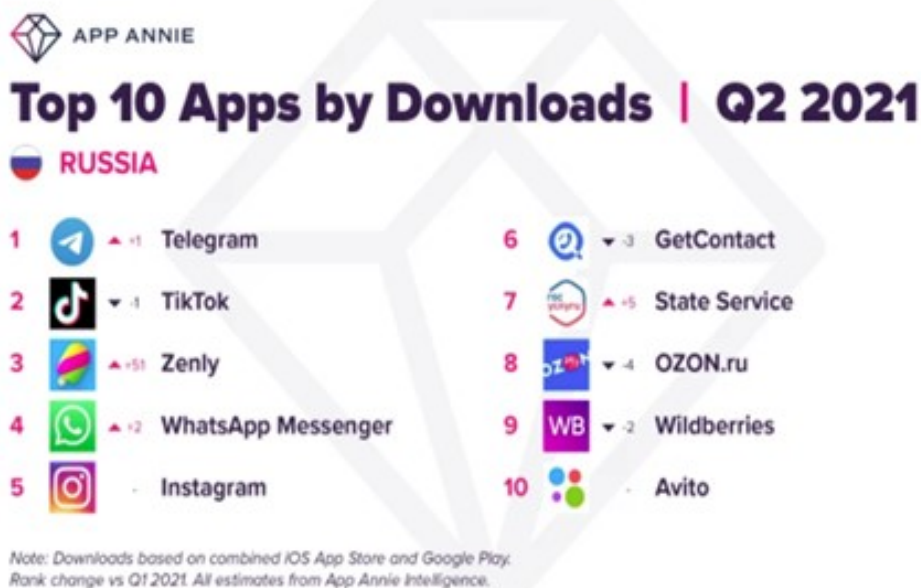 APP ANNIE
Top 10 Apps by Downloads | Q2 2021
RUSSIA
1 +1 Telegram
2 -1 TikTok
3 +51 Zenly
4 +2 WhatsApp Messenger
5 - Instagram
6 -3 GetContact
7 гос услуги +5 State Service
8 OZON -4 OZON.ru
9 WB -2 Wildberries
10 - Avito
Note: Downloads based on combined iOS App Store and Google Play.
Rank change vs Q1 2021. All estimates from App Annie Intelligence.